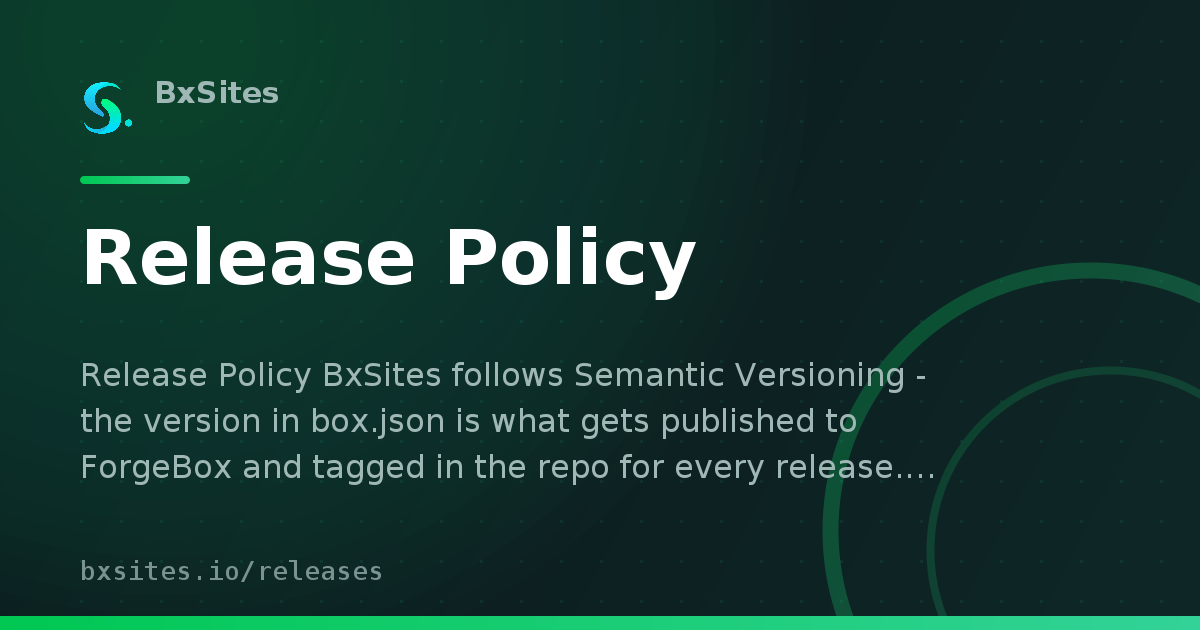 BxSites
Release Policy
Release Policy BxSites follows Semantic Versioning -
the version in box.json is what gets published to
ForgeBox and tagged in the repo for every release....
bxsites.io/releases